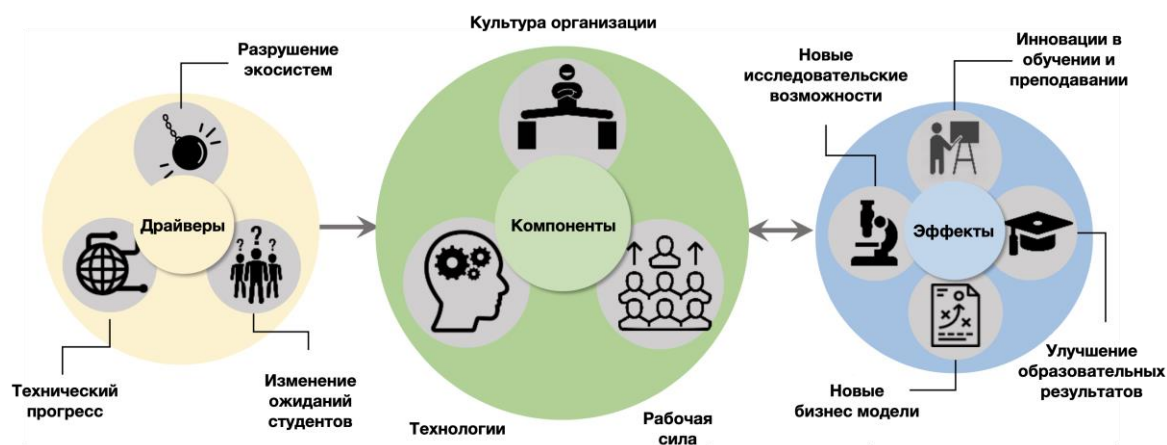 Культура организации
Разрушение
экосистем
Драйверы
Технический
прогресс
Изменение
ожиданий
студентов
Компоненты
Технологии
Рабочая
сила
Новые
исследовательские
возможности
Инновации в
обучении и
преподавании
Эффекты
Новые
бизнес модели
Улучшение
образовательных
результатов